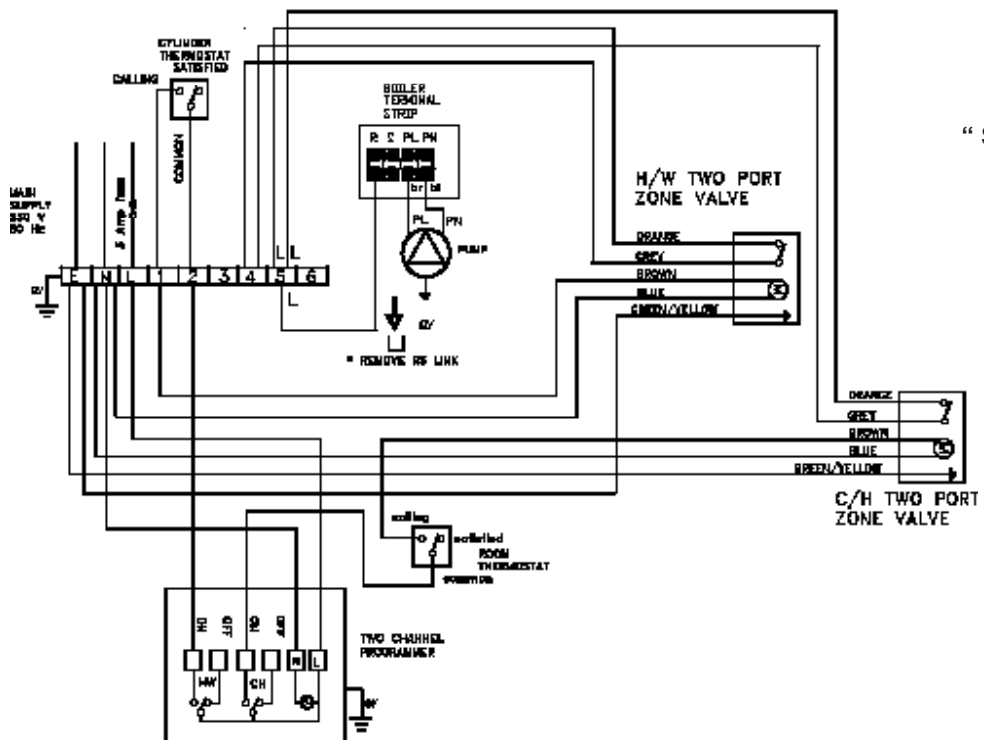 CYLINDER
THERMOSTAT
SATISFIED
CALLING
COMMON
BOILER
TERMINAL
STRIP
R S PL PN
br bl
PL PN
PUMP
H/W TWO PORT
ZONE VALVE
ORANGE
GREY
BROWN
BLUE
GREEN/YELLOW
MAIN
SUPPLY
5 Amp fuse
E N L 1 2 3 4 5 6
L L
L
* REMOVE RS LINK
ORANGE
GREY
BROWN
BLUE
GREEN/YELLOW
C/H TWO PORT
ZONE VALVE
calling
satisfied
ROOM
THERMOSTAT
common
ON OFF ON OFF
N L
HW CH
TWO CHANNEL
PROGRAMMER
“ S